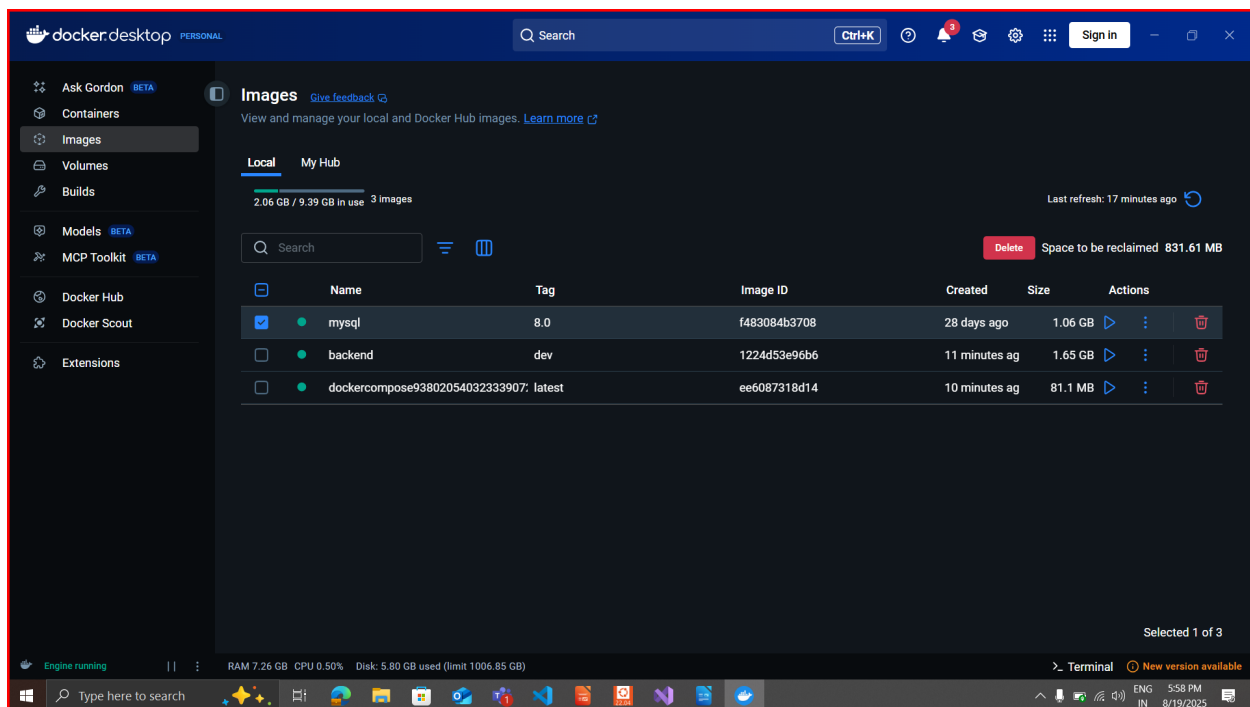 docker.desktop PERSONAL
Search Ctrl+K 3 Sign in
Ask Gordon BETA
Containers
Images
Volumes
Builds
Models BETA
MCP Toolkit BETA
Docker Hub
Docker Scout
Extensions
Images Give feedback
View and manage your local and Docker Hub images. Learn more
Local My Hub
2.06 GB / 9.39 GB in use 3 images
Last refresh: 17 minutes ago
Search
Delete Space to be reclaimed 831.61 MB
Name Tag Image ID Created Size Actions
mysql 8.0 f483084b3708 28 days ago 1.06 GB
backend dev 1224d53e96b6 11 minutes ag 1.65 GB
latest ee6087318d14 10 minutes ag 81.1 MB
Selected 1 of 3
Engine running
RAM 7.26 GB CPU 0.50% Disk: 5.80 GB used (limit 1006.85 GB)
Terminal New version available
Type here to search
22.04
ENG 5:58 PM
IN 8/19/2025